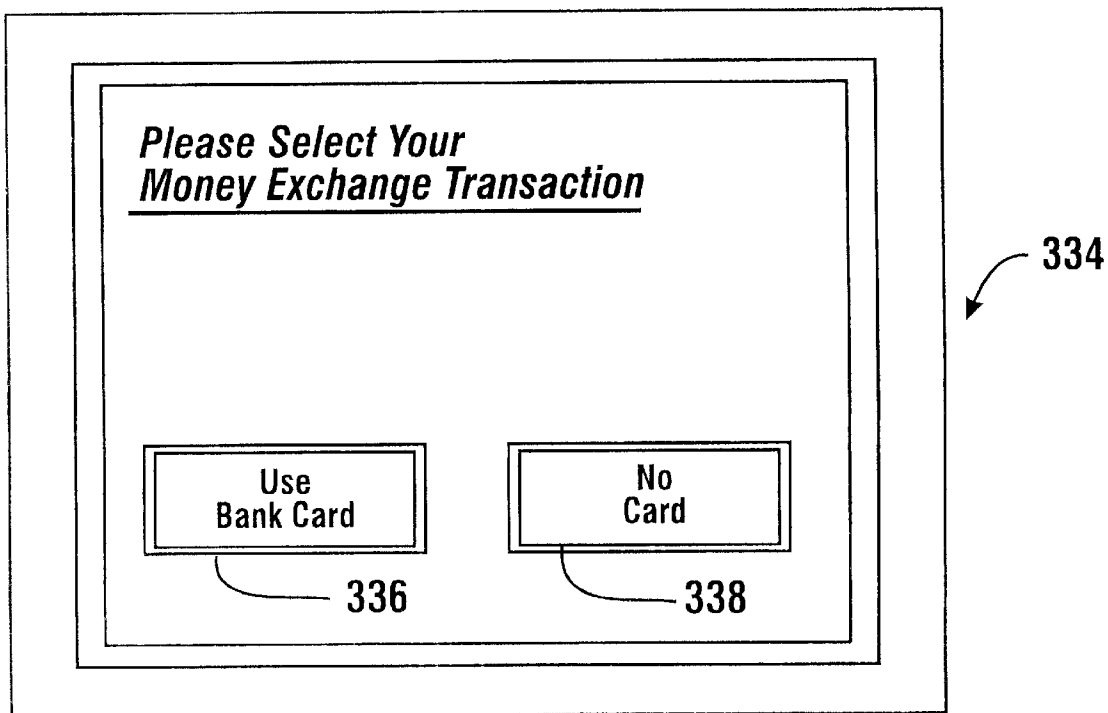 Please Select Your
Money Exchange Transaction
334
Use
Bank Card
No
Card
336
338